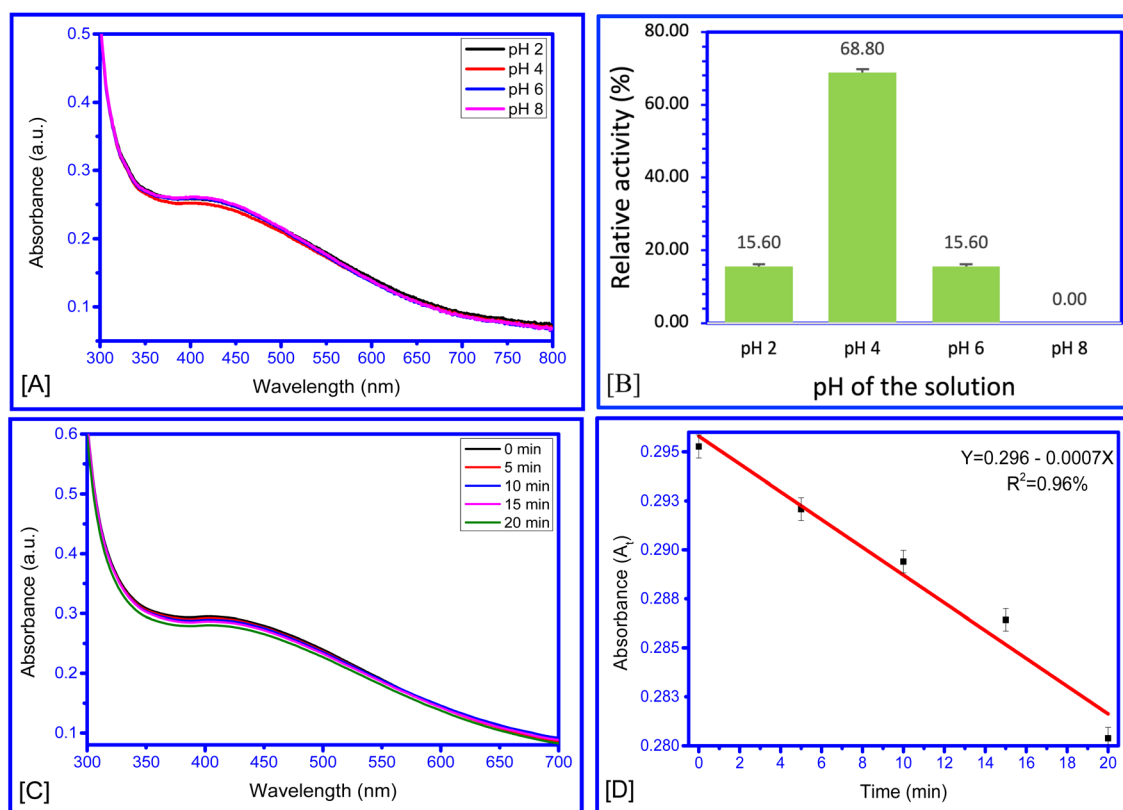 0.5
0.4
0.3
0.2
0.1
Absorbance (a.u.)
pH 2
pH 4
pH 6
pH 8
300 350 400 450 500 550 600 650 700 750 800
Wavelength (nm)
[A]
80.00
60.00
40.00
20.00
0.00
Relative activity (%)
15.60
68.80
15.60
0.00
pH 2 pH 4 pH 6 pH 8
pH of the solution
[B]
0.6
0.5
0.4
0.3
0.2
0.1
Absorbance (a.u.)
0 min
5 min
10 min
15 min
20 min
300 350 400 450 500 550 600 650 700
Wavelength (nm)
[C]
0.295
0.293
0.290
0.288
0.285
0.283
0.280
Absorbance (Aₜ)
Y=0.296 - 0.0007X
R²=0.96%
0 2 4 6 8 10 12 14 16 18 20
Time (min)
[D]